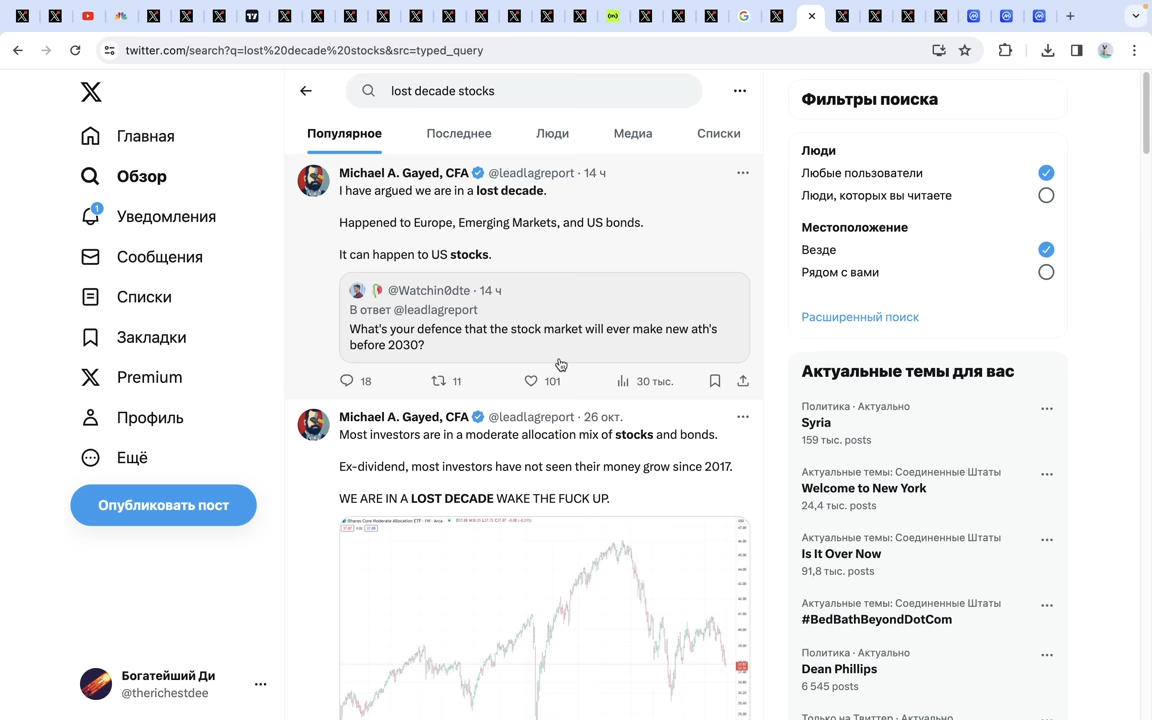 twitter.com/search?q=lost%20decade%20stocks&src=typed_query
lost decade stocks
Главная
Обзор
1
Уведомления
Сообщения
Списки
Закладки
Premium
Профиль
Ещё
Опубликовать пост
Богатейший Ди
@therichestdee
Популярное
Последнее
Люди
Медиа
Списки
Michael A. Gayed, CFA @leadlagreport · 14 ч
I have argued we are in a lost decade.
Happened to Europe, Emerging Markets, and US bonds.
It can happen to US stocks.
@Watchin0dte · 14 ч
В ответ @leadlagreport
What's your defence that the stock market will ever make new ath's
before 2030?
18
11
101
30 тыс.
Michael A. Gayed, CFA @leadlagreport · 26 окт.
Most investors are in a moderate allocation mix of stocks and bonds.
Ex-dividend, most investors have not seen their money grow since 2017.
WE ARE IN A LOST DECADE WAKE THE FUCK UP.
Фильтры поиска
Люди
Любые пользователи
Люди, которых вы читаете
Местоположение
Везде
Рядом с вами
Расширенный поиск
Актуальные темы для вас
Политика · Актуально
Syria
159 тыс. posts
Актуальные темы: Соединенные Штаты
Welcome to New York
24,4 тыс. posts
Актуальные темы: Соединенные Штаты
Is It Over Now
91,8 тыс. posts
Актуальные темы: Соединенные Штаты
#BedBathBeyondDotCom
Политика · Актуально
Dean Phillips
6 545 posts
Только на Твиттер · Актуально